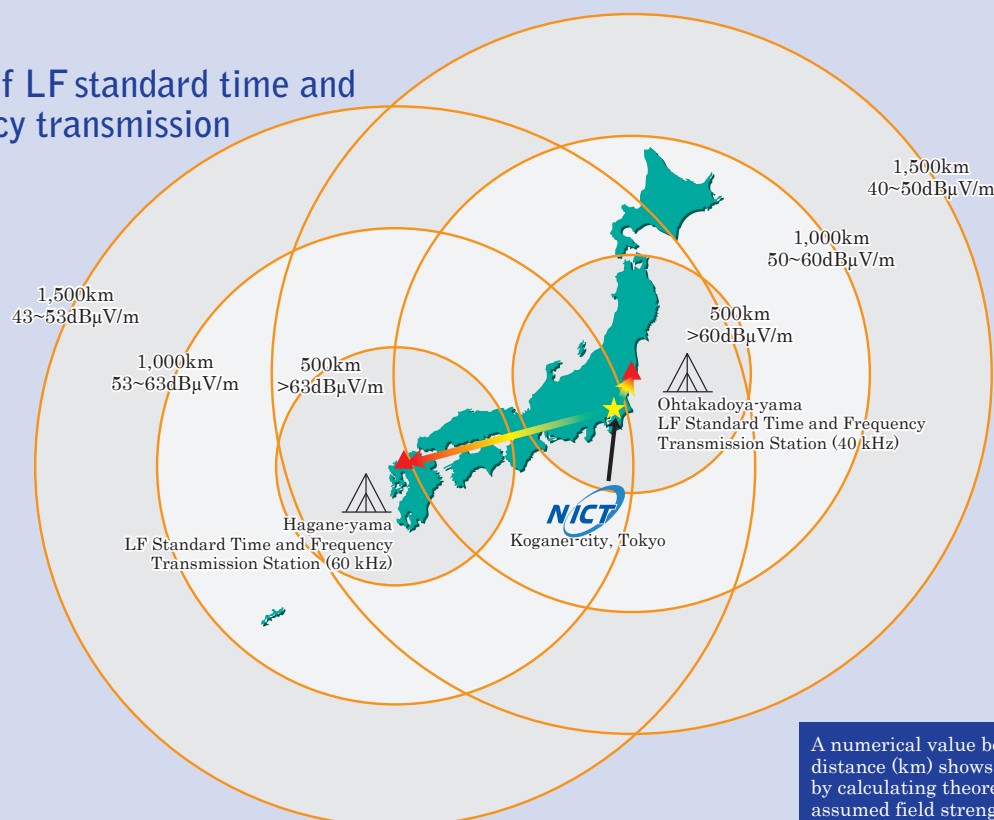 f LF standard time and
cy transmission
1,500km
40~50dBµV/m
1,000km
50~60dBµV/m
500km
>60dBµV/m
1,500km
43~53dBµV/m
1,000km
53~63dBµV/m
500km
>63dBµV/m
Ohtakadoya-yama
LF Standard Time and Frequency
Transmission Station (40 kHz)
NICT
Koganei-city, Tokyo
Hagane-yama
LF Standard Time and Frequency
Transmission Station (60 kHz)
A numerical value be
distance (km) shows
by calculating theore
assumed field streng